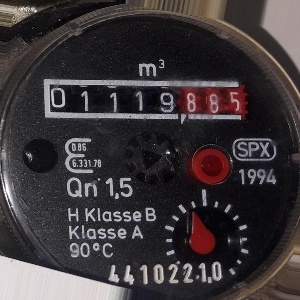 m³
01119885
0.86
6.331.78
SPX
Qn 1,5
1994
H Klasse B
Klasse A
90°C
44102210